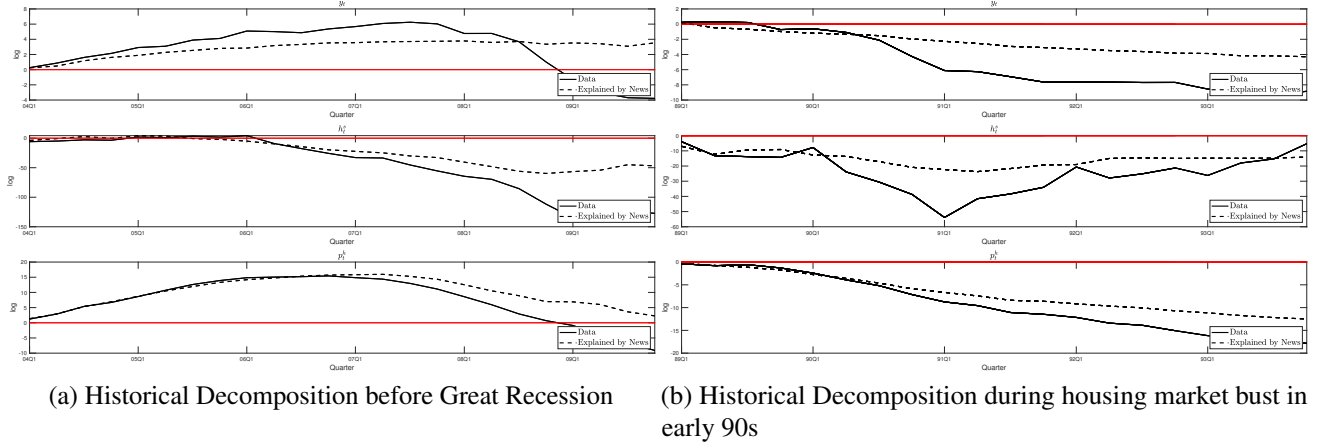 y_t
8
6
4
2
0
-2
-4
log
04Q1 05Q1 06Q1 07Q1 08Q1 09Q1
Quarter
Data
Explained by News
h_t^s
0
-50
-100
-150
log
04Q1 05Q1 06Q1 07Q1 08Q1 09Q1
Quarter
Data
Explained by News
20
15
10
5
0
-5
-10
log
04Q1 05Q1 06Q1 07Q1 08Q1 09Q1
Quarter
Data
Explained by News
(a) Historical Decomposition before Great Recession
y_t
2
0
-2
-4
-6
-8
-10
log
89Q1 90Q1 91Q1 92Q1 93Q1
Quarter
Data
Explained by News
h_t^s
0
-10
-20
-30
-40
-50
-60
log
89Q1 90Q1 91Q1 92Q1 93Q1
Quarter
Data
Explained by News
0
-5
-10
-15
-20
log
89Q1 90Q1 91Q1 92Q1 93Q1
Quarter
Data
Explained by News
(b) Historical Decomposition during housing market bust in
early 90s